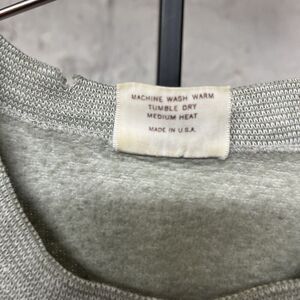 MACHINE WASH WARM
TUMBLE DRY
MEDIUM HEAT
MADE IN U.S.A.